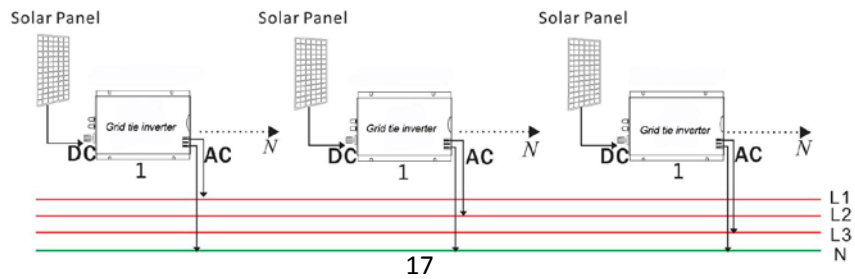 Solar Panel Solar Panel Solar Panel
Grid tie inverter Grid tie inverter Grid tie inverter
DC AC N DC AC N DC AC N
1 1 1
L1
L2
L3
N
17